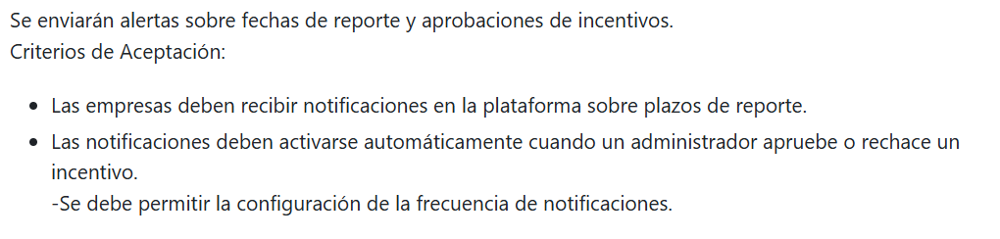 Se enviarán alertas sobre fechas de reporte y aprobaciones de incentivos.
Criterios de Aceptación:
• Las empresas deben recibir notificaciones en la plataforma sobre plazos de reporte.
• Las notificaciones deben activarse automáticamente cuando un administrador apruebe o rechace un
incentivo.
-Se debe permitir la configuración de la frecuencia de notificaciones.